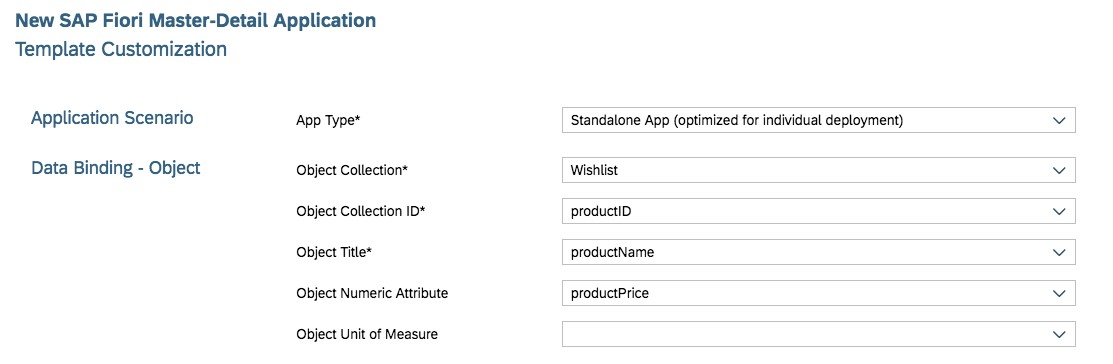 New SAP Fiori Master-Detail Application
Template Customization
Application Scenario App Type* Standalone App (optimized for individual deployment)
Data Binding - Object Object Collection* Wishlist
Object Collection ID* productID
Object Title* productName
Object Numeric Attribute productPrice
Object Unit of Measure